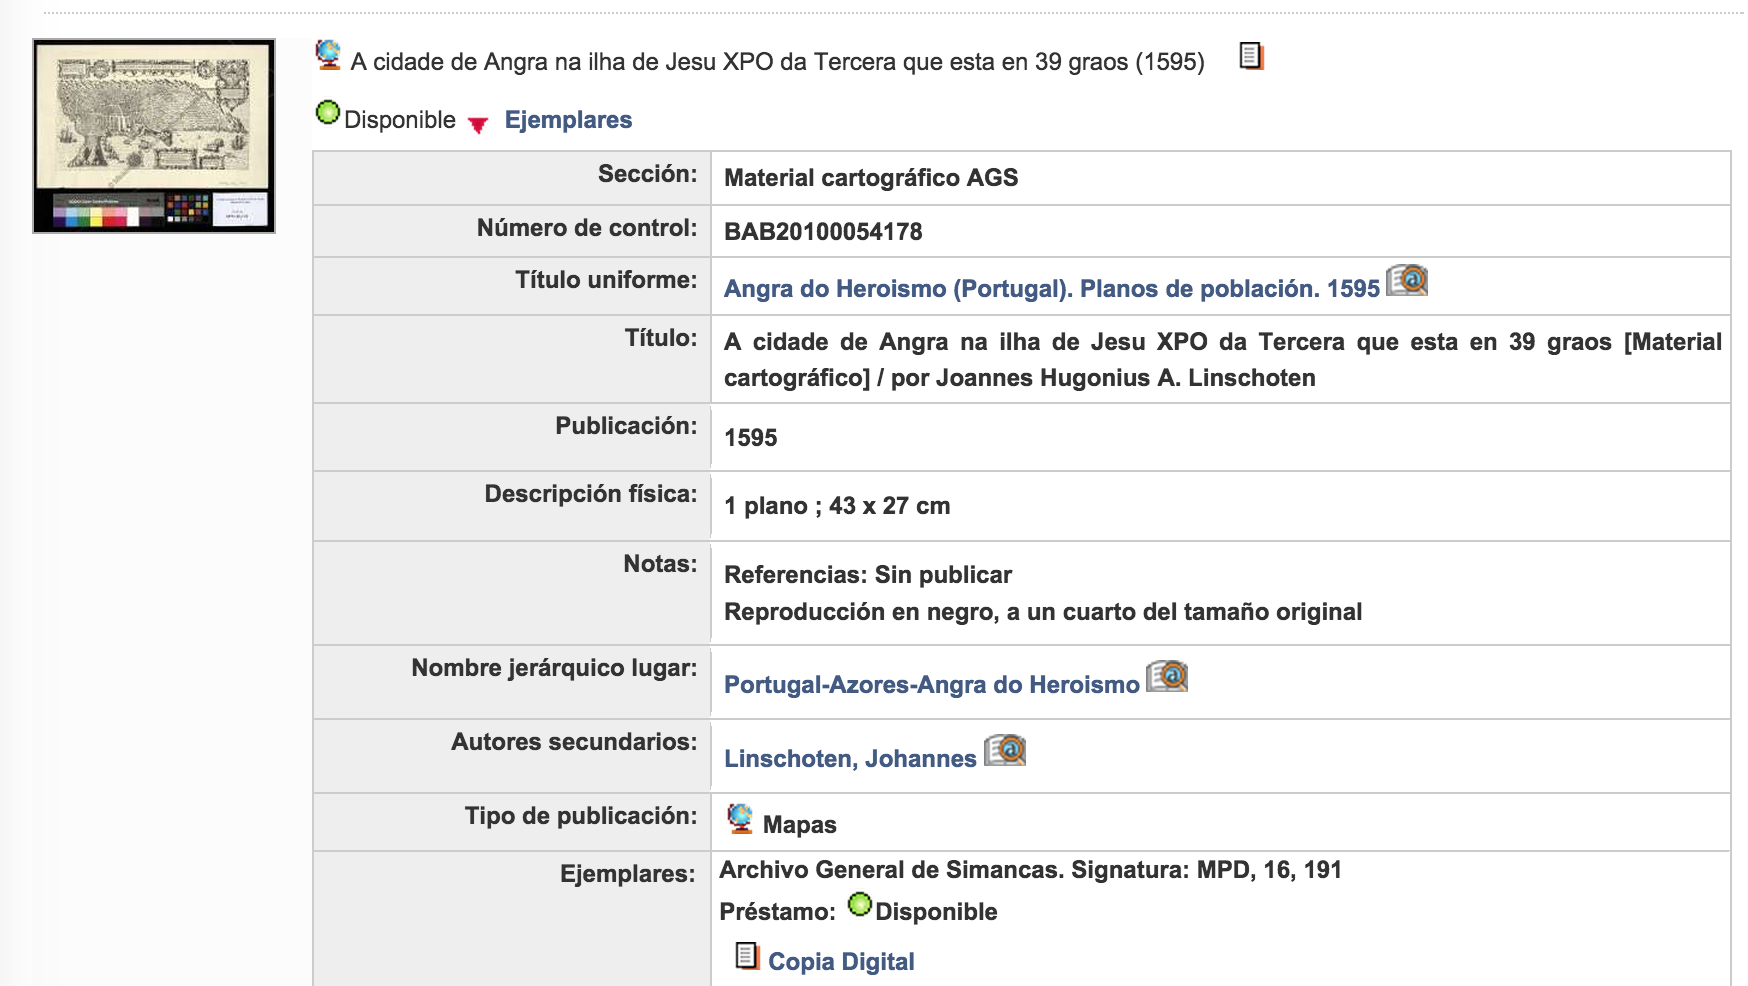 A cidade de Angra na ilha de Jesu XPO da Tercera que esta en 39 graos (1595)
Disponible Ejemplares
Sección: Material cartográfico AGS
Número de control: BAB20100054178
Título uniforme: Angra do Heroismo (Portugal). Planos de población. 1595
Título: A cidade de Angra na ilha de Jesu XPO da Tercera que esta en 39 graos [Material
cartográfico] / por Joannes Hugonius A. Linschoten
Publicación: 1595
Descripción física: 1 plano ; 43 x 27 cm
Notas: Referencias: Sin publicar
Reproducción en negro, a un cuarto del tamaño original
Nombre jerárquico lugar: Portugal-Azores-Angra do Heroismo
Autores secundarios: Linschoten, Johannes
Tipo de publicación: Mapas
Ejemplares: Archivo General de Simancas. Signatura: MPD, 16, 191
Préstamo: Disponible
Copia Digital